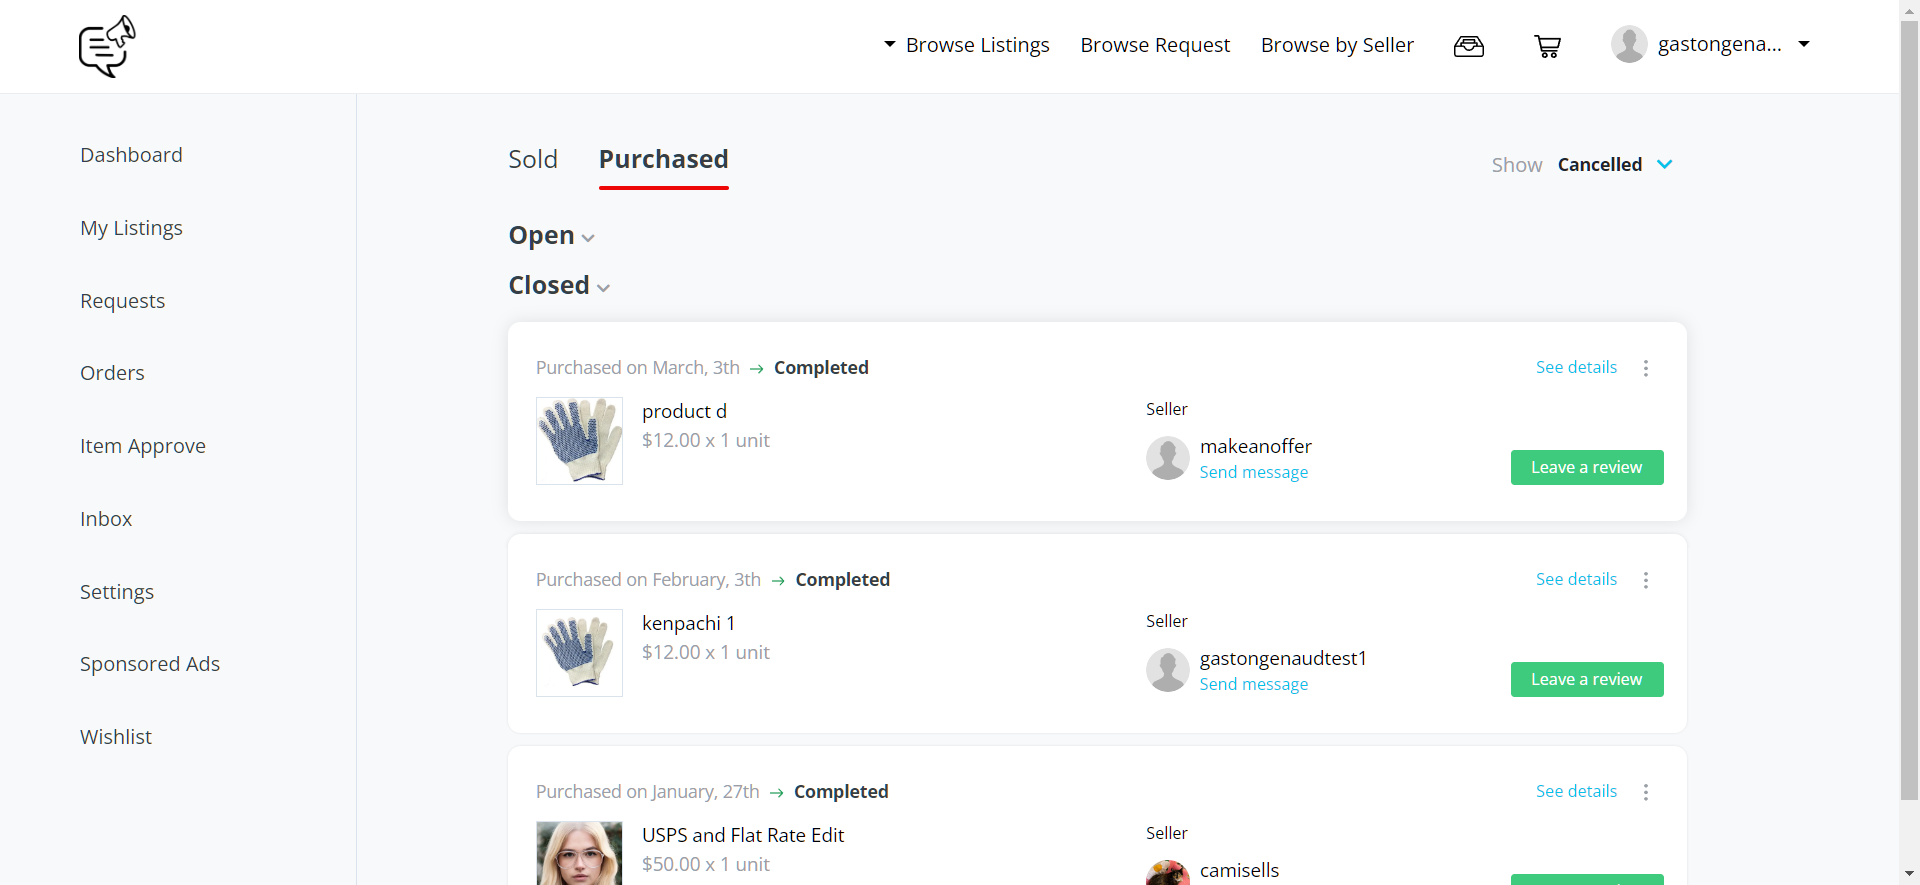 Browse Listings
Browse Request
Browse by Seller
gastongena...
Dashboard
My Listings
Requests
Orders
Item Approve
Inbox
Settings
Sponsored Ads
Wishlist
Sold
Purchased
Show Cancelled
Open
Closed
Purchased on March, 3th → Completed
See details
product d
$12.00 x 1 unit
Seller
makeanoffer
Send message
Leave a review
Purchased on February, 3th → Completed
See details
kenpachi 1
$12.00 x 1 unit
Seller
gastongenaudtest1
Send message
Leave a review
Purchased on January, 27th → Completed
See details
USPS and Flat Rate Edit
$50.00 x 1 unit
Seller
camisells